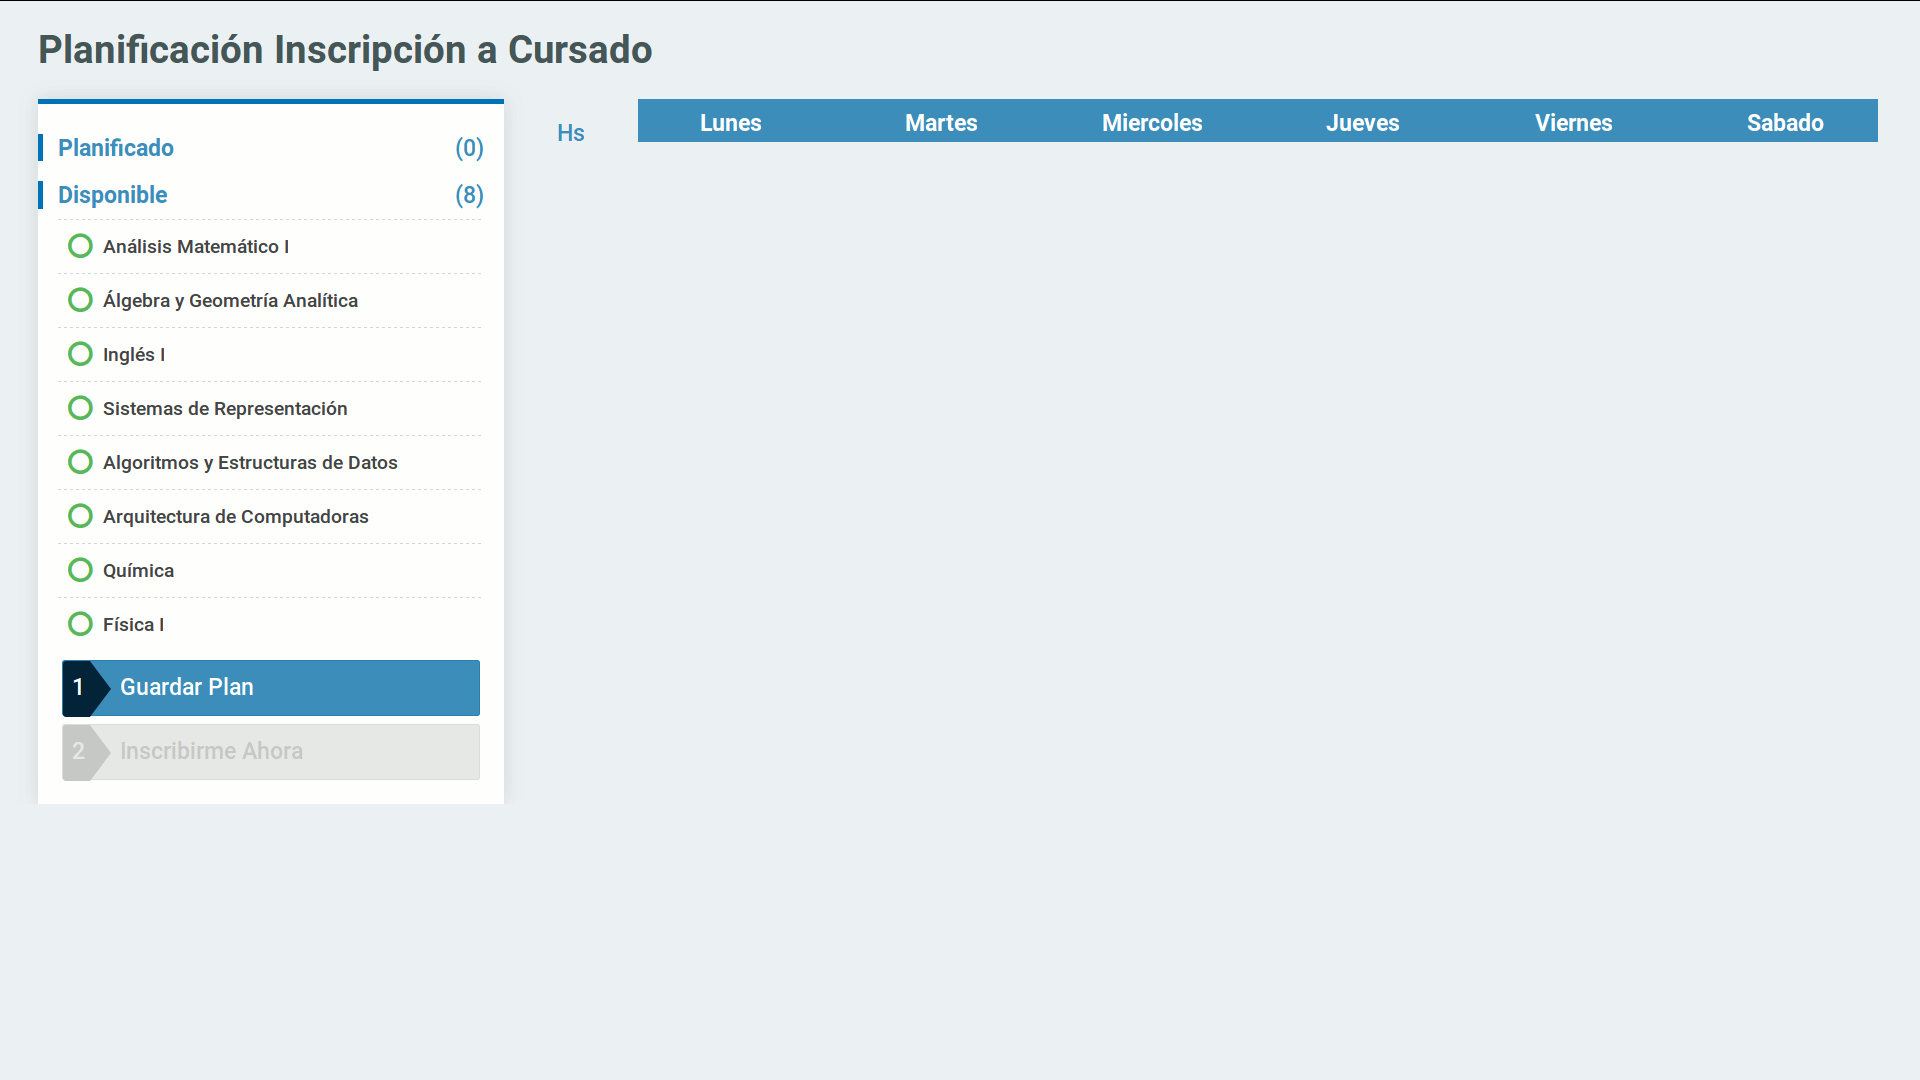 Planificación Inscripción a Cursado
Planificado (0)
Disponible (8)
Análisis Matemático I
Álgebra y Geometría Analítica
Inglés I
Sistemas de Representación
Algoritmos y Estructuras de Datos
Arquitectura de Computadoras
Química
Física I
1 Guardar Plan
2 Inscribirme Ahora
Hs Lunes Martes Miercoles Jueves Viernes Sabado